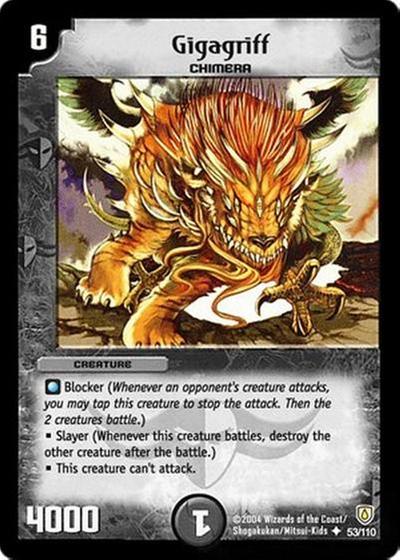 6
Gigagriff
CHIMERA
CREATURE
Blocker (Whenever an opponent's creature attacks,
you may tap this creature to stop the attack. Then the
2 creatures battle.)
▪ Slayer (Whenever this creature battles, destroy the
other creature after the battle.)
▪ This creature can't attack.
4000
1
©2004 Wizards of the Coast/
Shogakukan/Mitsui-Kids ✦ 53/110